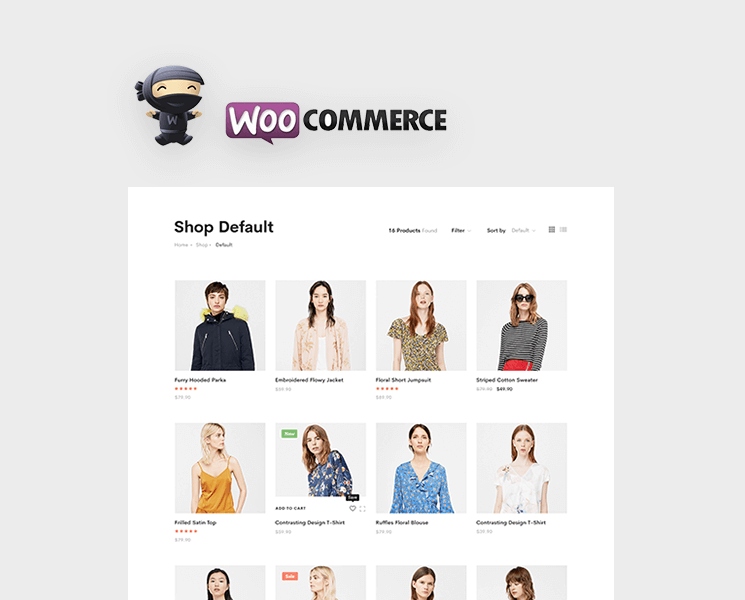 W
WOO COMMERCE
Shop Default
16 Products Found Filter Sort by Default
Home Shop Default
Furry Hooded Parka Embroidered Flowy Jacket Floral Short Jumpsuit Striped Cotton Sweater
$79.90 $59.90 $89.90 $79.90 $49.90
New
ADD TO CART
Frilled Satin Top Contrasting Design T-Shirt Ruffles Floral Blouse Contrasting Design T-Shirt
$79.90 $59.90 $79.90 $39.90
Sale